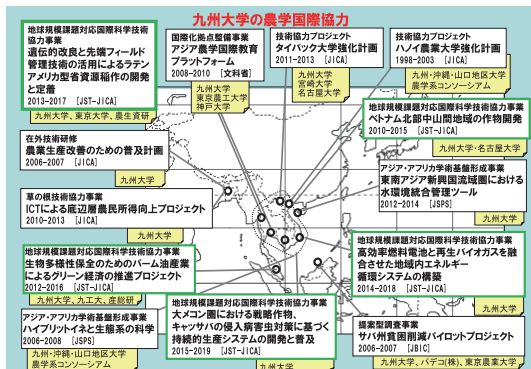 九州大学の農学国際協力
地球規模課題対応国際科学技術
協力事業
遺伝的改良と先端フィールド
管理技術の活用によるラテン
アメリカ型省資源稲作の開発
と定着
2013-2017 [JST-JICA]
九州大学、東京大学、農生資研
国際化拠点整備事業
アジア農学国際教育
プラットフォーム
2008-2010 [文科省]
九州大学
東京農工大学
神戸大学
技術協力プロジェクト
タイパック大学強化計画
2011-2013 [JICA]
九州大学
宮崎大学
名古屋大学
技術協力プロジェクト
ハノイ農業大学強化計画
1998-2003 [JICA]
九州・沖縄・山口地区大学
農学系コンソーシアム
地球規模課題対応国際科学技術協力事業
ベトナム北部中山間地域の作物開発
2010-2015 [JST-JICA]
九州大学・名古屋大学
在外技術研修
農業生産改善のための普及計画
2006-2007 [JICA]
九州大学
アジア・アフリカ学術基盤形成事業
東南アジア新興国流域圏における
水環境統合管理ツール
2012-2014 [JSPS]
九州大学
草の根技術協力事業
ICTによる底辺層農民所得向上プロジェクト
2010-2013 [JICA]
九州大学
地球規模課題対応国際科学技術協力事業
生物多様性保全のためのパーム油産業
によるグリーン経済の推進プロジェクト
2012-2016 [JST-JICA]
九州大学、九工大、産総研
地球規模課題対応国際科学技術協力事業
高効率燃料電池と再生バイオガスを融
合させた地域内エネルギー
循環システムの構築
2014-2018 [JST-JICA]
九州大学
アジア・アフリカ学術基盤形成事業
ハイブリットイネと生態系の科学
2006-2008 [JSPS]
九州・沖縄・山口地区大学
農学系コンソーシアム
地球規模課題対応国際科学技術協力事業
大メコン圏における戦略作物、
キャッサバの侵入病害虫対策に基づく
持続的生産システムの開発と普及
2015-2019 [JST-JICA]
九州大学
提案型調査事業
サバ州貧困削減パイロットプロジェクト
2006-2007 [JBIC]
九州大学、パデコ(株)、東京農業大学